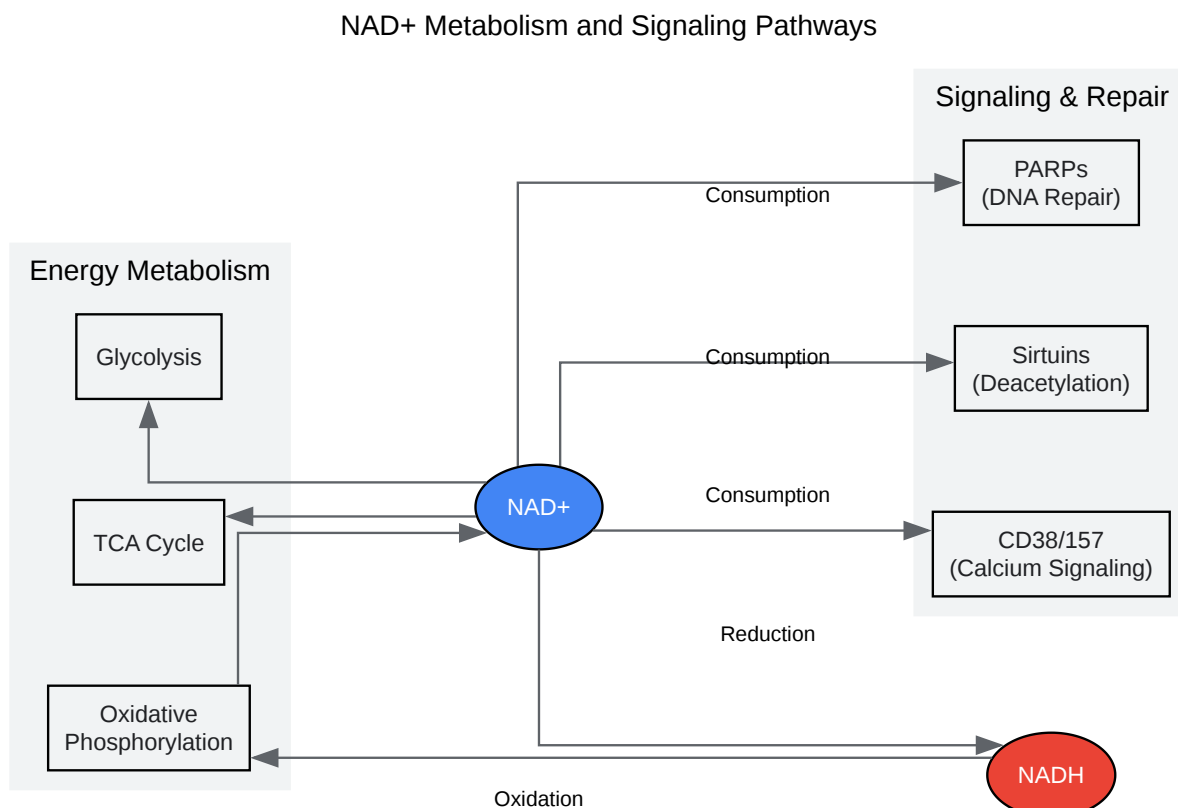 NAD+ Metabolism and Signaling Pathways
Signaling & Repair
PARPs
(DNA Repair)
Consumption
Energy Metabolism
Glycolysis
Consumption
Sirtuins
(Deacetylation)
Consumption
NAD+
TCA Cycle
CD38/157
(Calcium Signaling)
Reduction
Oxidative
Phosphorylation
NADH
Oxidation